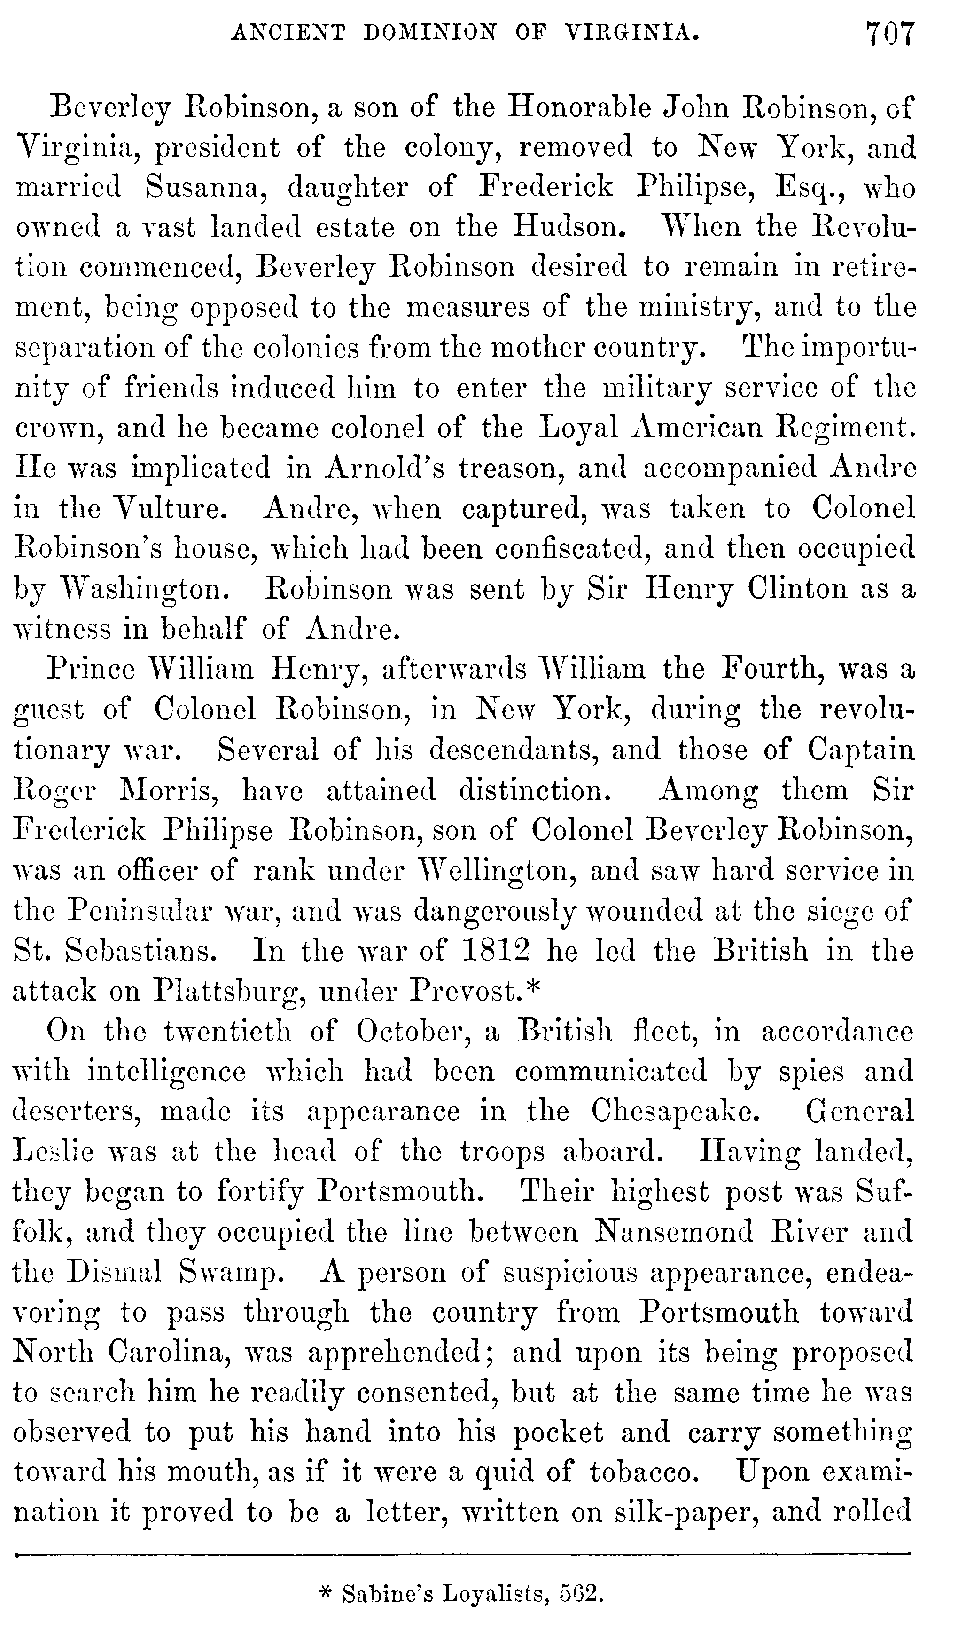 ANCIENT DOMINION OF VIRGINIA. 707
Beverley Robinson, a son of the Honorable John Robinson, of
Virginia, president of the colony, removed to New York, and
married Susanna, daughter of Frederick Philipse, Esq., who
owned a vast landed estate on the Hudson. When the Revolu-
tion commenced, Beverley Robinson desired to remain in retire-
ment, being opposed to the measures of the ministry, and to the
separation of the colonies from the mother country. The importu-
nity of friends induced him to enter the military service of the
crown, and he became colonel of the Loyal American Regiment.
He was implicated in Arnold's treason, and accompanied Andre
in the Vulture. Andre, when captured, was taken to Colonel
Robinson's house, which had been confiscated, and then occupied
by Washington. Robinson was sent by Sir Henry Clinton as a
witness in behalf of Andre.
Prince William Henry, afterwards William the Fourth, was a
guest of Colonel Robinson, in New York, during the revolu-
tionary war. Several of his descendants, and those of Captain
Roger Morris, have attained distinction. Among them Sir
Frederick Philipse Robinson, son of Colonel Beverley Robinson,
was an officer of rank under Wellington, and saw hard service in
the Peninsular war, and was dangerously wounded at the siege of
St. Sebastians. In the war of 1812 he led the British in the
attack on Plattsburg, under Prevost.*
On the twentieth of October, a British fleet, in accordance
with intelligence which had been communicated by spies and
deserters, made its appearance in the Chesapeake. General
Leslie was at the head of the troops aboard. Having landed,
they began to fortify Portsmouth. Their highest post was Suf-
folk, and they occupied the line between Nansemond River and
the Dismal Swamp. A person of suspicious appearance, endea-
voring to pass through the country from Portsmouth toward
North Carolina, was apprehended; and upon its being proposed
to search him he readily consented, but at the same time he was
observed to put his hand into his pocket and carry something
toward his mouth, as if it were a quid of tobacco. Upon exami-
nation it proved to be a letter, written on silk-paper, and rolled
* Sabine's Loyalists, 562.